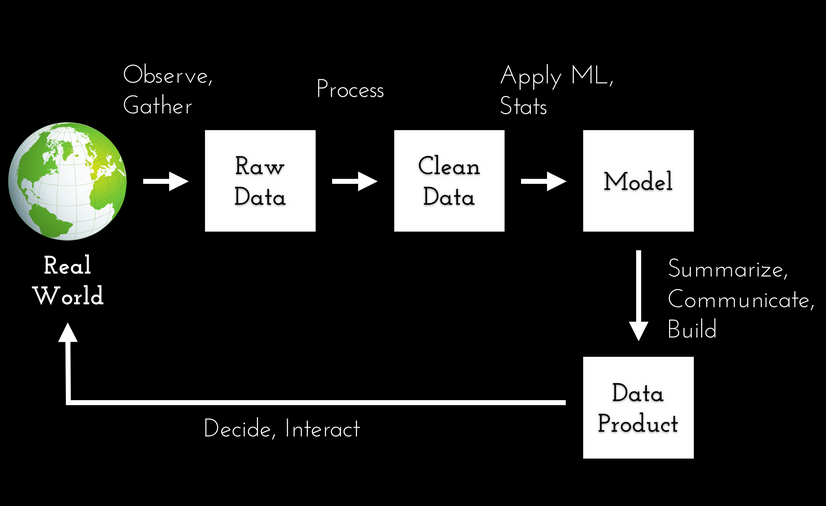 Observe,
Gather
Process
Apply ML,
Stats
Raw
Data
Clean
Data
Model
Real
World
Summarize,
Communicate,
Build
Data
Product
Decide, Interact